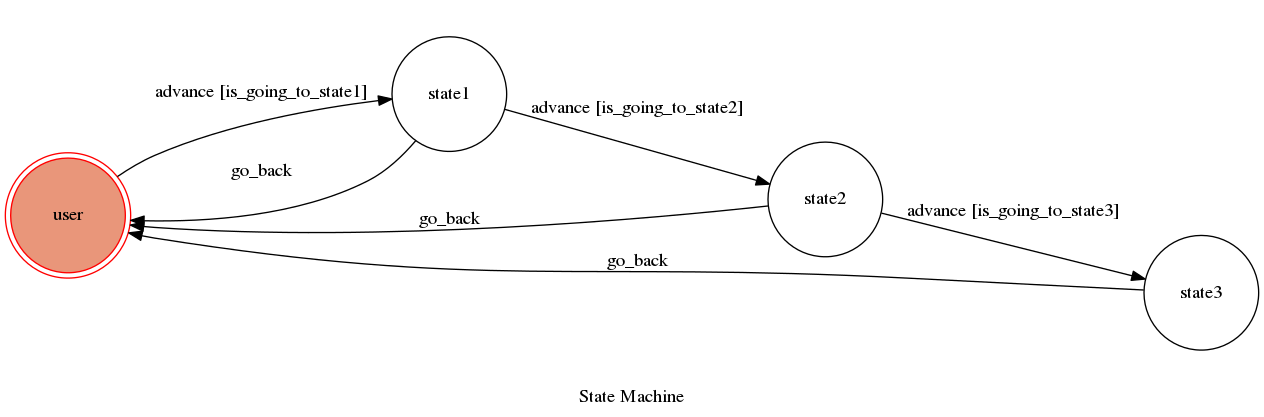 advance [is_going_to_state1]
state1
advance [is_going_to_state2]
go_back
user
state2
go_back
advance [is_going_to_state3]
go_back
state3
State Machine